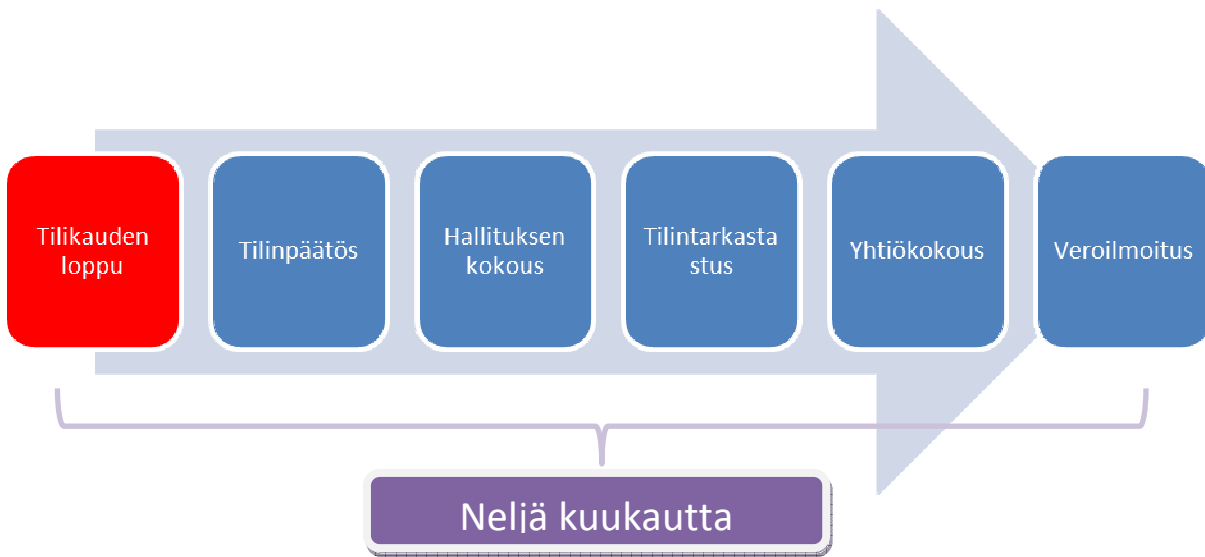 Tilikauden
loppu
Tilinpäätös
Hallituksen
kokous
Tilintarkasta
stus
Yhtiökokous
Veroilmoitus
Neljä kuukautta